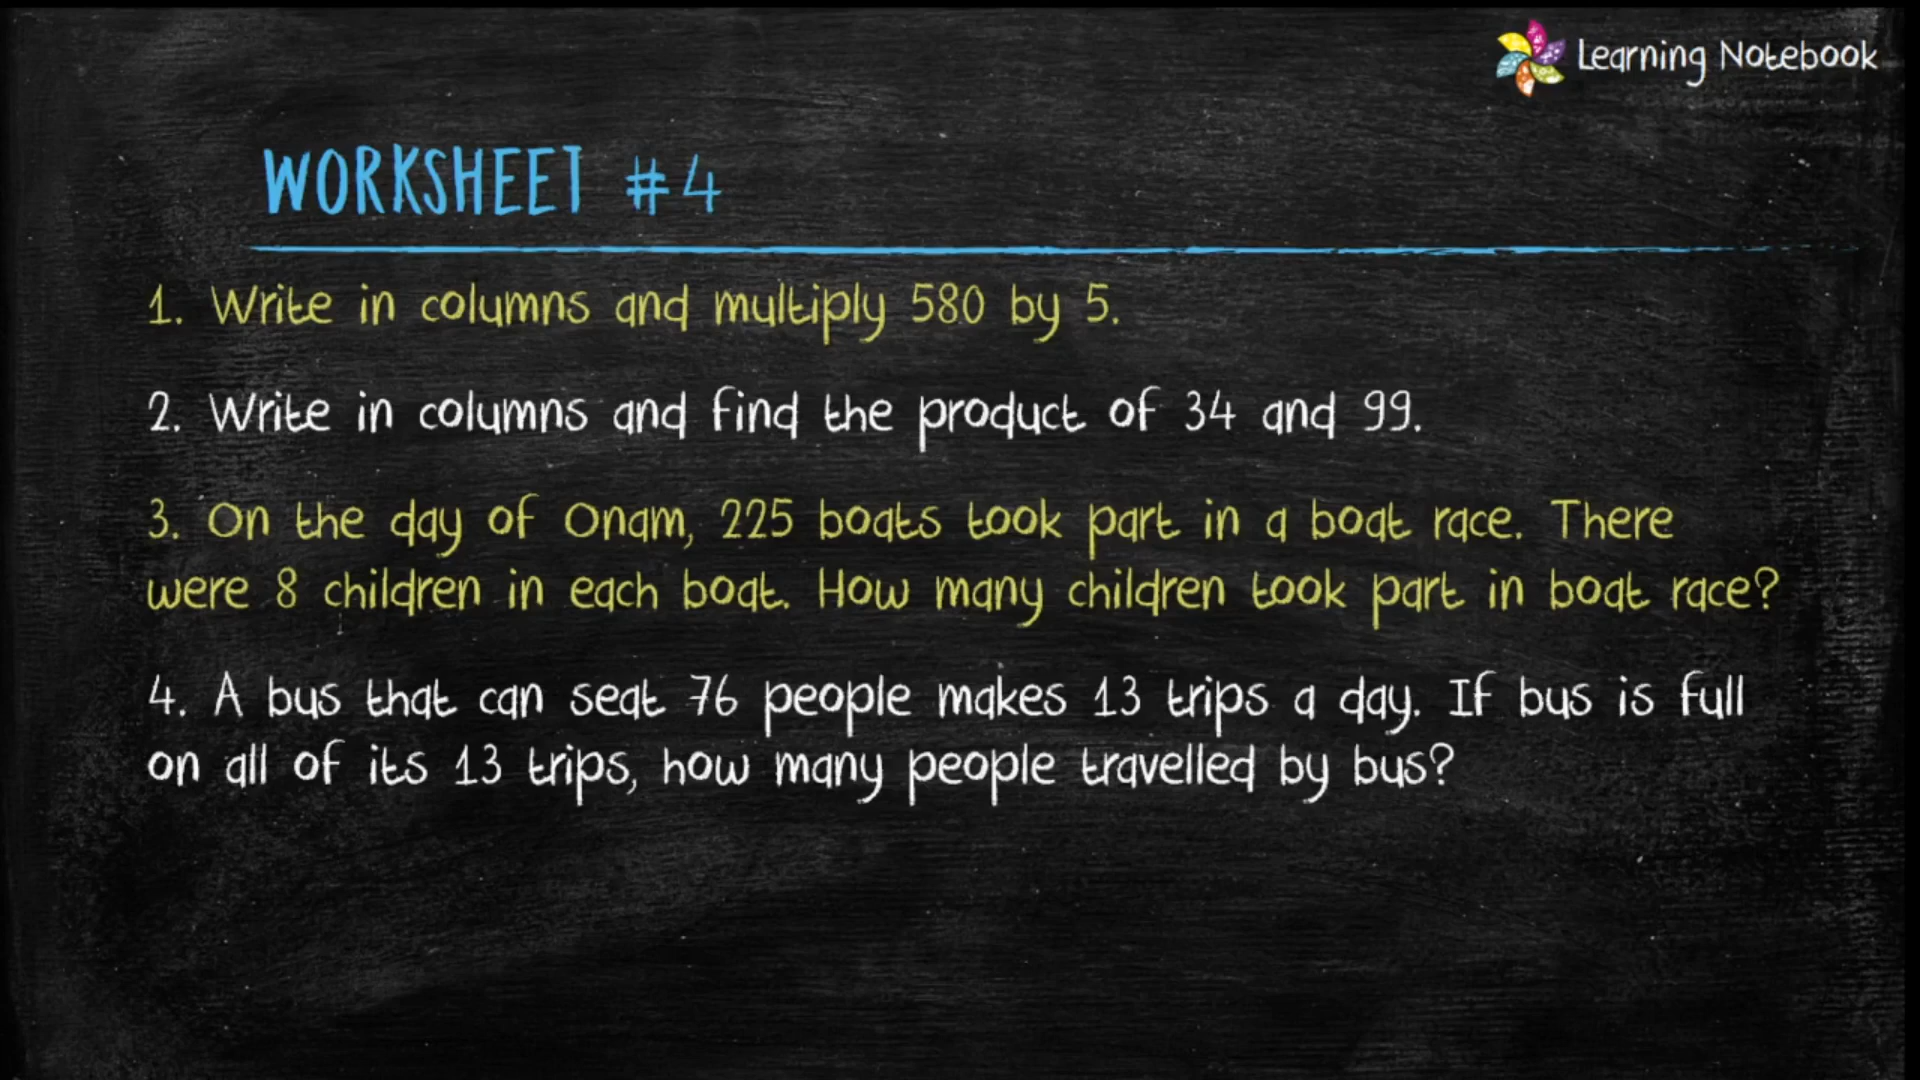 Learning Notebook
WORKSHEET #4
1. Write in columns and multiply 580 by 5.
2. Write in columns and find the product of 34 and 99.
3. On the day of Onam, 225 boats took part in a boat race. There
were 8 children in each boat. How many children took part in boat race?
4. A bus that can seat 76 people makes 13 trips a day. If bus is full
on all of its 13 trips, how many people travelled by bus?